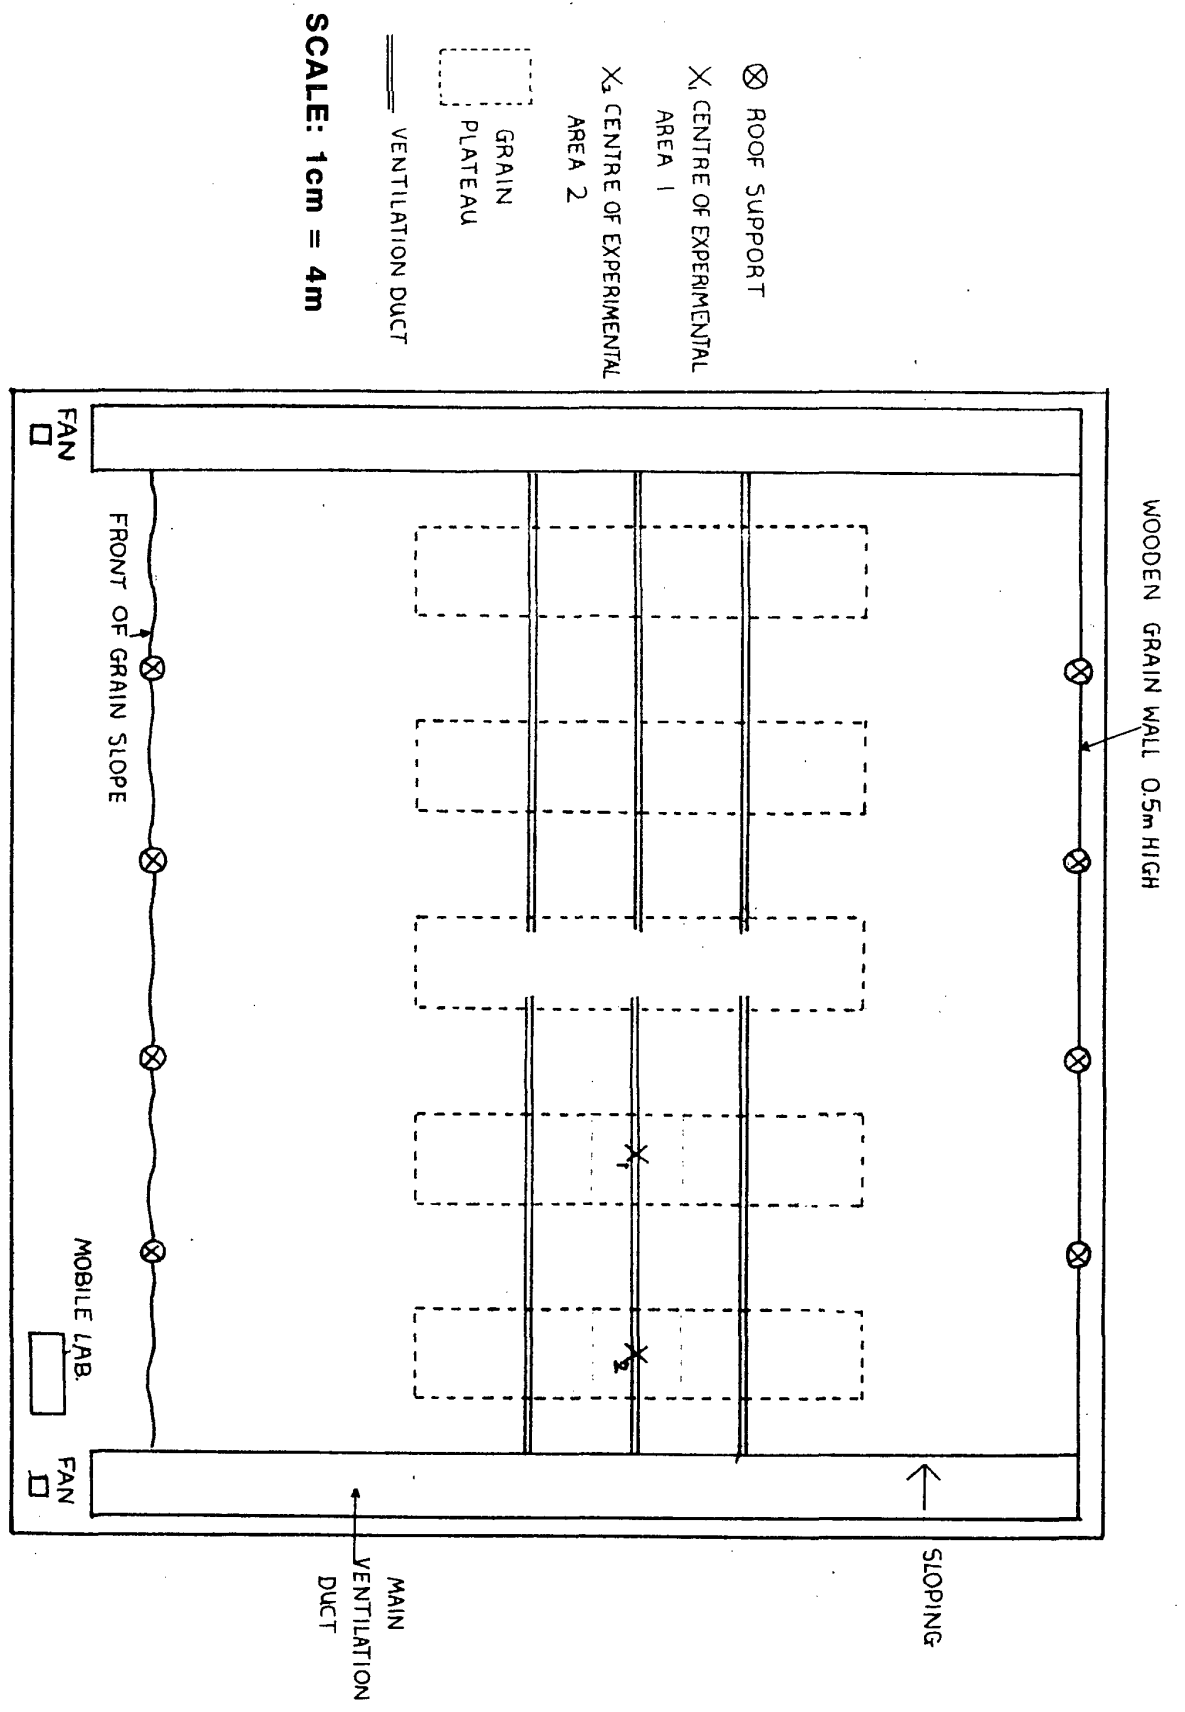 ⊗ ROOF SUPPORT
X₁ CENTRE OF EXPERIMENTAL
AREA 1
X₂ CENTRE OF EXPERIMENTAL
AREA 2
GRAIN
PLATEAU
VENTILATION DUCT
SCALE: 1cm = 4m
WOODEN GRAIN WALL 0.5m HIGH
FAN
FRONT OF GRAIN SLOPE
X₁
X₂
MOBILE LAB.
FAN
SLOPING
MAIN
VENTILATION
DUCT